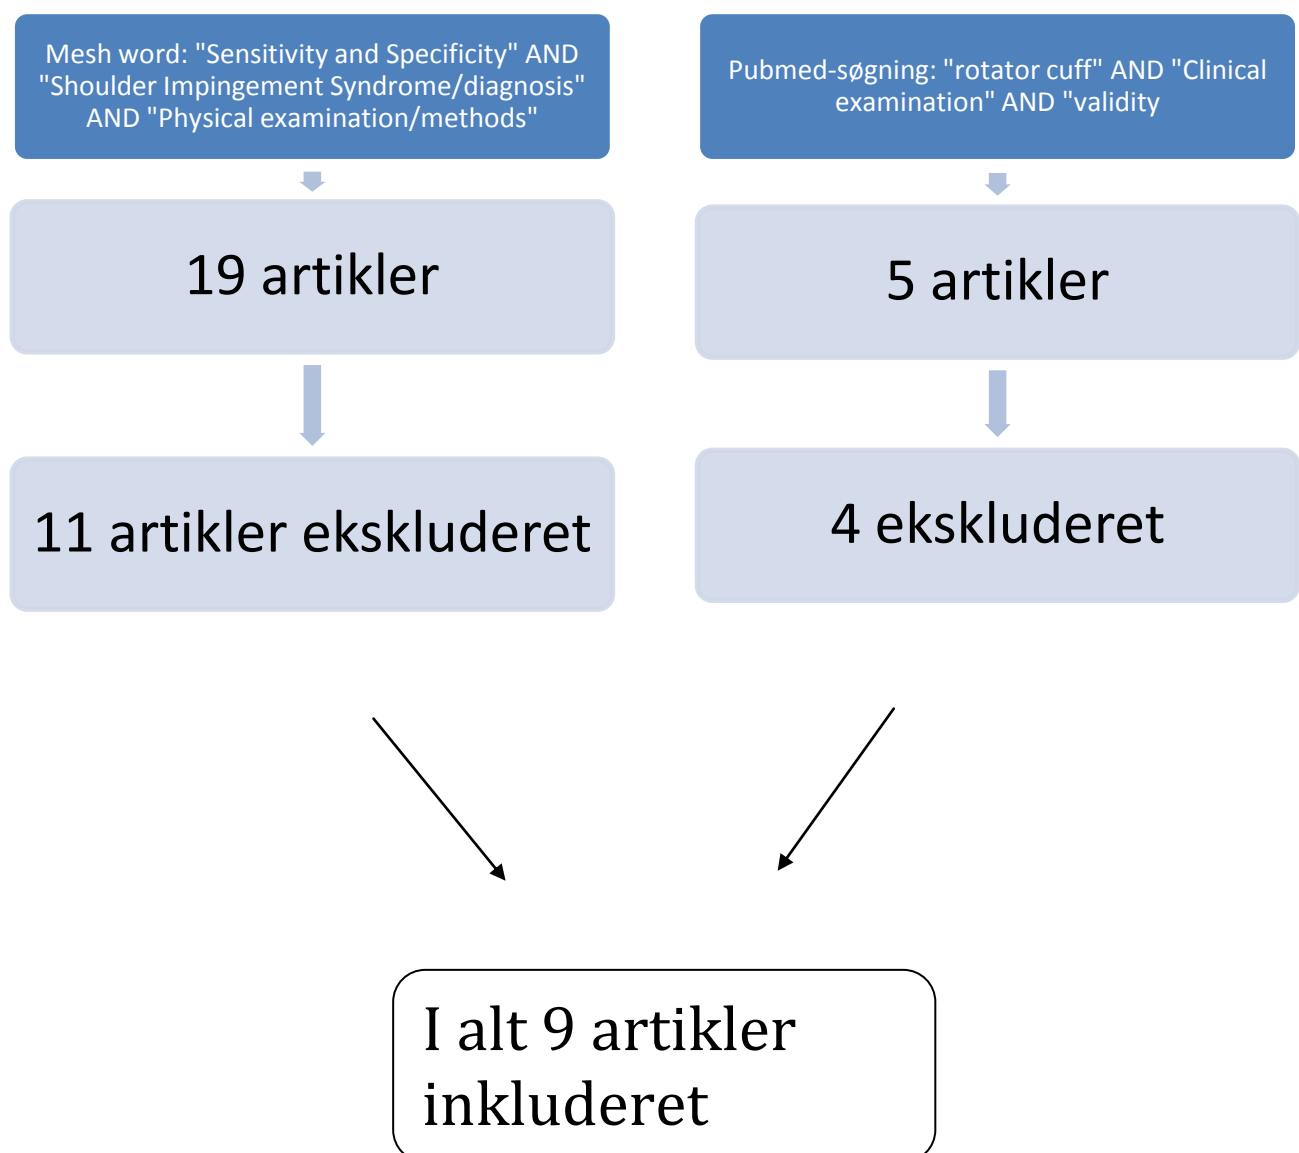 Mesh word: "Sensitivity and Specificity" AND
"Shoulder Impingement Syndrome/diagnosis"
AND "Physical examination/methods"
19 artikler
11 artikler ekskluderet
Pubmed-søgning: "rotator cuff" AND "Clinical
examination" AND "validity
5 artikler
4 ekskluderet
I alt 9 artikler
inkluderet